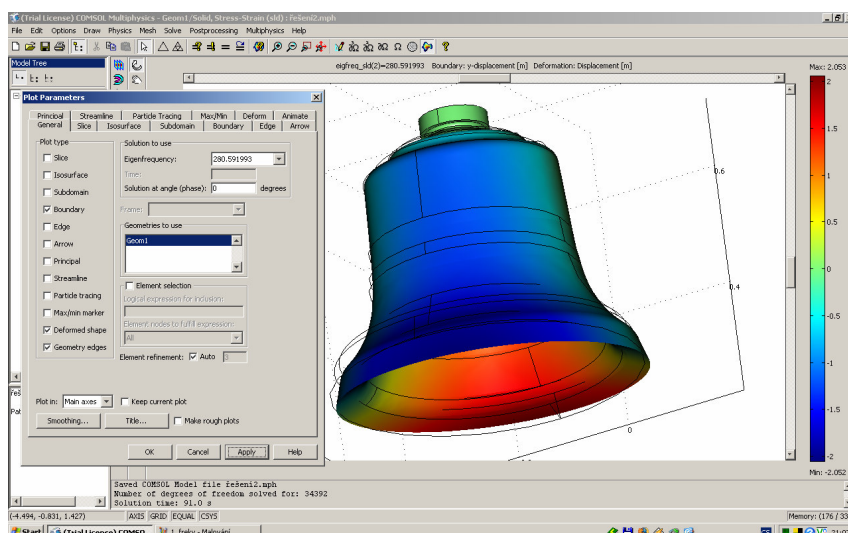 (Trial License) COMSOL Multiphysics - Geom1/Solid, Stress-Strain (sld) : řešení2.mph
File Edit Options Draw Physics Mesh Solve Postprocessing Multiphysics Help
Model Tree
eigfreq_sld(2)=280.591993 Boundary: y-displacement [m] Deformation: Displacement [m]
Max: 2.053
Plot Parameters
Principal Streamline Particle Tracing Max/Min Deform Animate
General Slice Isosurface Subdomain Boundary Edge Arrow
Plot type
Slice
Isosurface
Subdomain
Boundary
Edge
Arrow
Principal
Streamline
Particle tracing
Max/min marker
Deformed shape
Geometry edges
Solution to use
Eigenfrequency: 280.591993
Time:
Solution at angle (phase): 0 degrees
Frame:
Geometries to use
Geom1
Element selection
Logical expression for inclusion:
Element nodes to fulfill expression:
All
Element refinement: Auto
Plot in: Main axes Keep current plot
Smoothing... Title... Make rough plots
OK Cancel Apply Help
0.6
0.4
0
2
1.5
1
0.5
0
-0.5
-1
-1.5
-2
Min: -2.052
Saved COMSOL Model file řešení2.mph
Number of degrees of freedom solved for: 34392
Solution time: 91.0 s
(-4.494, -0.831, 1.427) AXIS GRID EQUAL CSYS
Memory: (176 / 33
Start (Trial License) COMSO... 1_freky - Malování